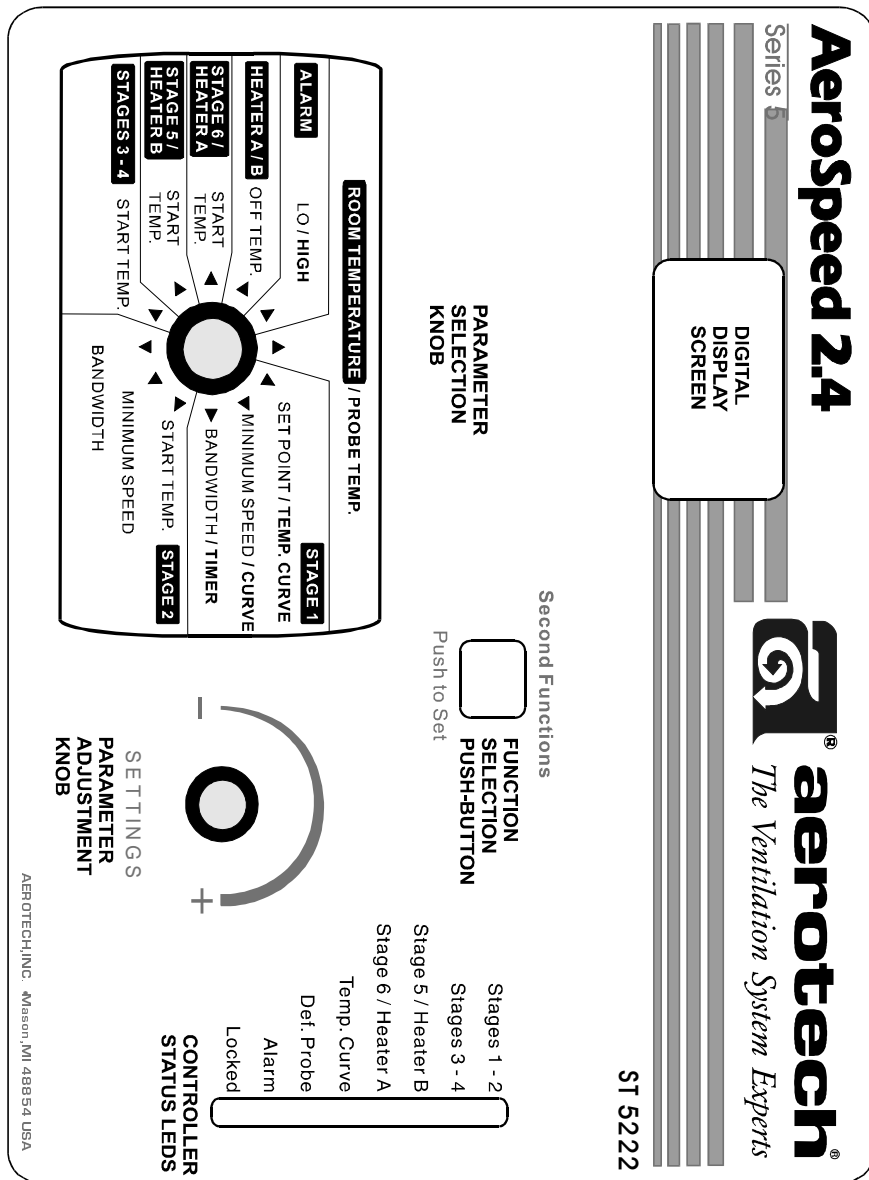 AeroSpeed 2.4
Series 5
aerotech®
®
The Ventilation System Experts
DIGITAL
DISPLAY
SCREEN
ST 5222
PARAMETER
SELECTION
KNOB
ROOM TEMPERATURE / PROBE TEMP.
ALARM
LO / HIGH
HEATER A / B
OFF TEMP.
STAGE 6 /
HEATER A
START
TEMP.
STAGE 5 /
HEATER B
START
TEMP.
STAGES 3 - 4
START TEMP.
BANDWIDTH
STAGE 1
SET POINT / TEMP. CURVE
MINIMUM SPEED / CURVE
BANDWIDTH / TIMER
STAGE 2
START TEMP.
MINIMUM SPEED
Second Functions
Push to Set
FUNCTION
SELECTION
PUSH-BUTTON
–
+
SETTINGS
PARAMETER
ADJUSTMENT
KNOB
Stages 1 - 2
Stages 3 - 4
Stage 5 / Heater B
Stage 6 / Heater A
Temp. Curve
Def. Probe
Alarm
Locked
CONTROLLER
STATUS LEDS
AEROTECH,INC. Mason,MI 48854 USA